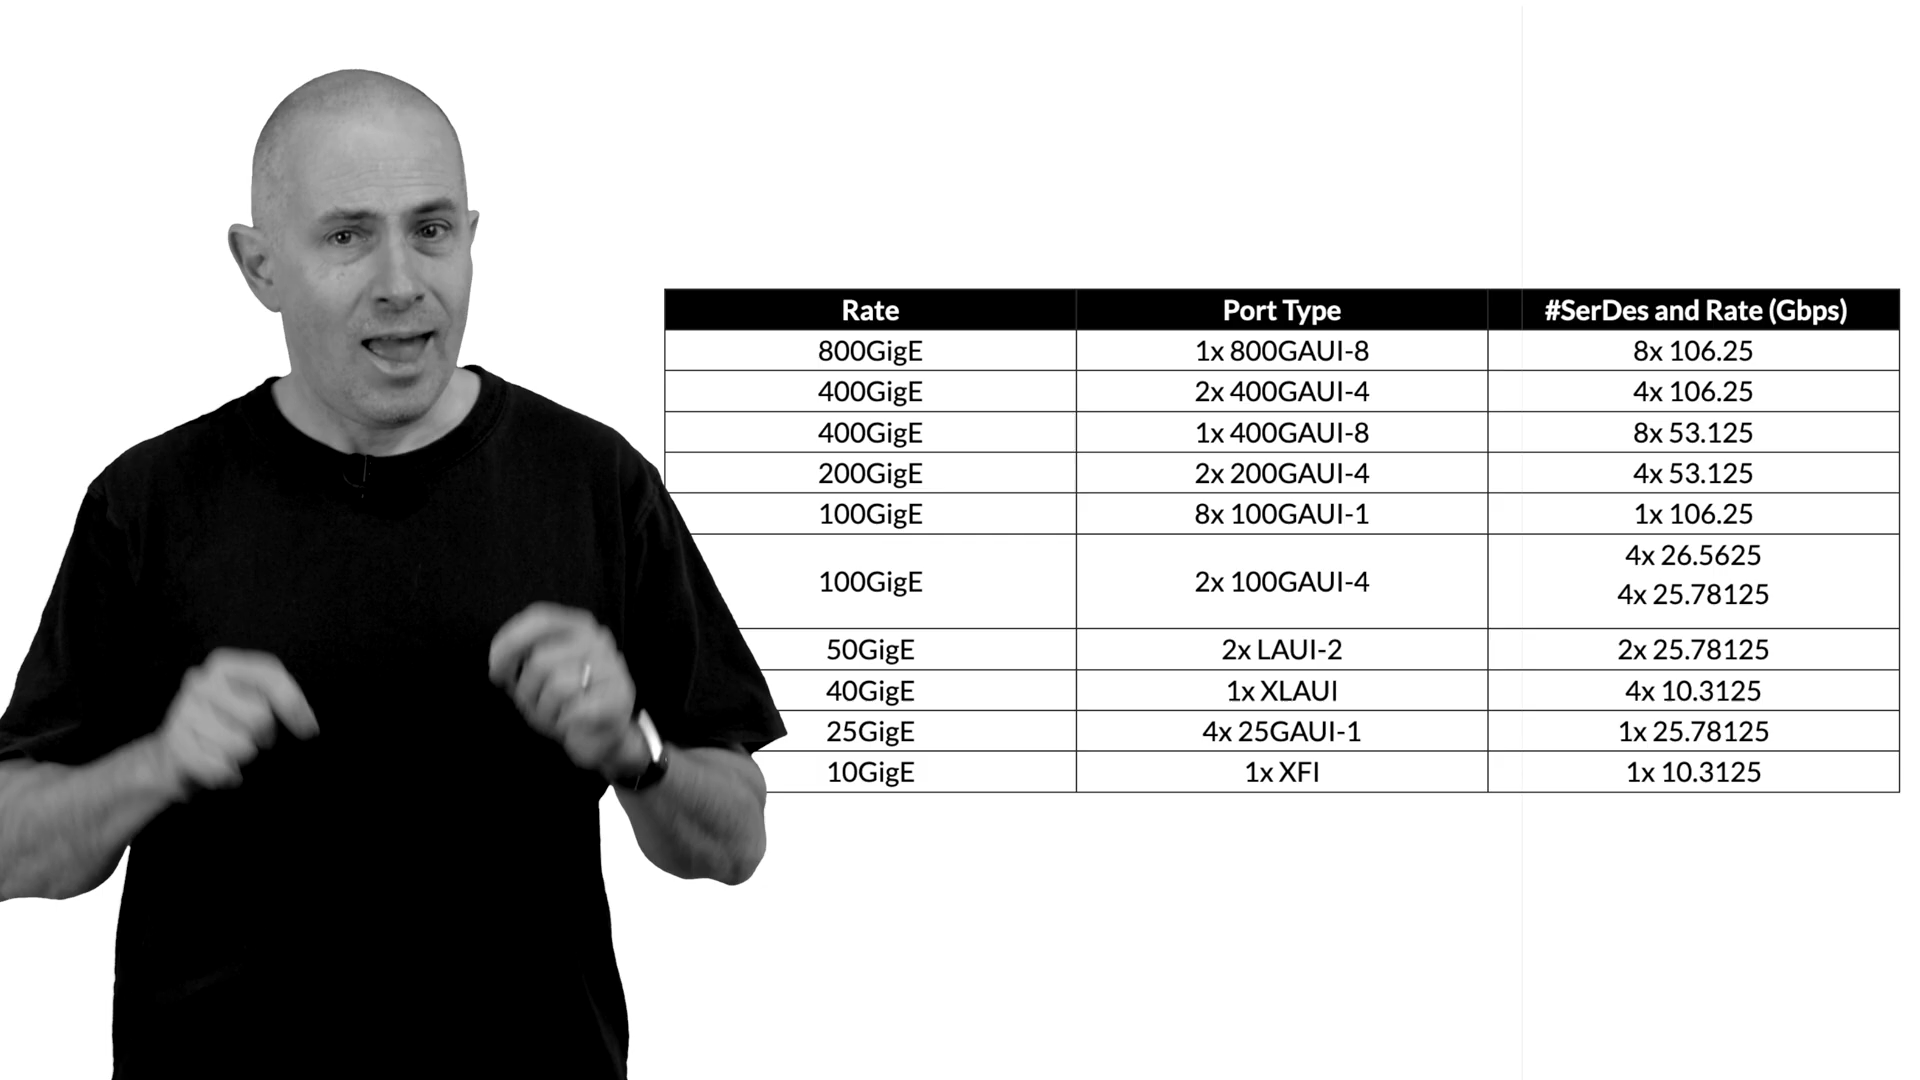 Rate Port Type #SerDes and Rate (Gbps)
800GigE 1x 800GAUI-8 8x 106.25
400GigE 2x 400GAUI-4 4x 106.25
400GigE 1x 400GAUI-8 8x 53.125
200GigE 2x 200GAUI-4 4x 53.125
100GigE 8x 100GAUI-1 1x 106.25
100GigE 2x 100GAUI-4 4x 26.5625
4x 25.78125
50GigE 2x LAUI-2 2x 25.78125
40GigE 1x XLAUI 4x 10.3125
25GigE 4x 25GAUI-1 1x 25.78125
10GigE 1x XFI 1x 10.3125